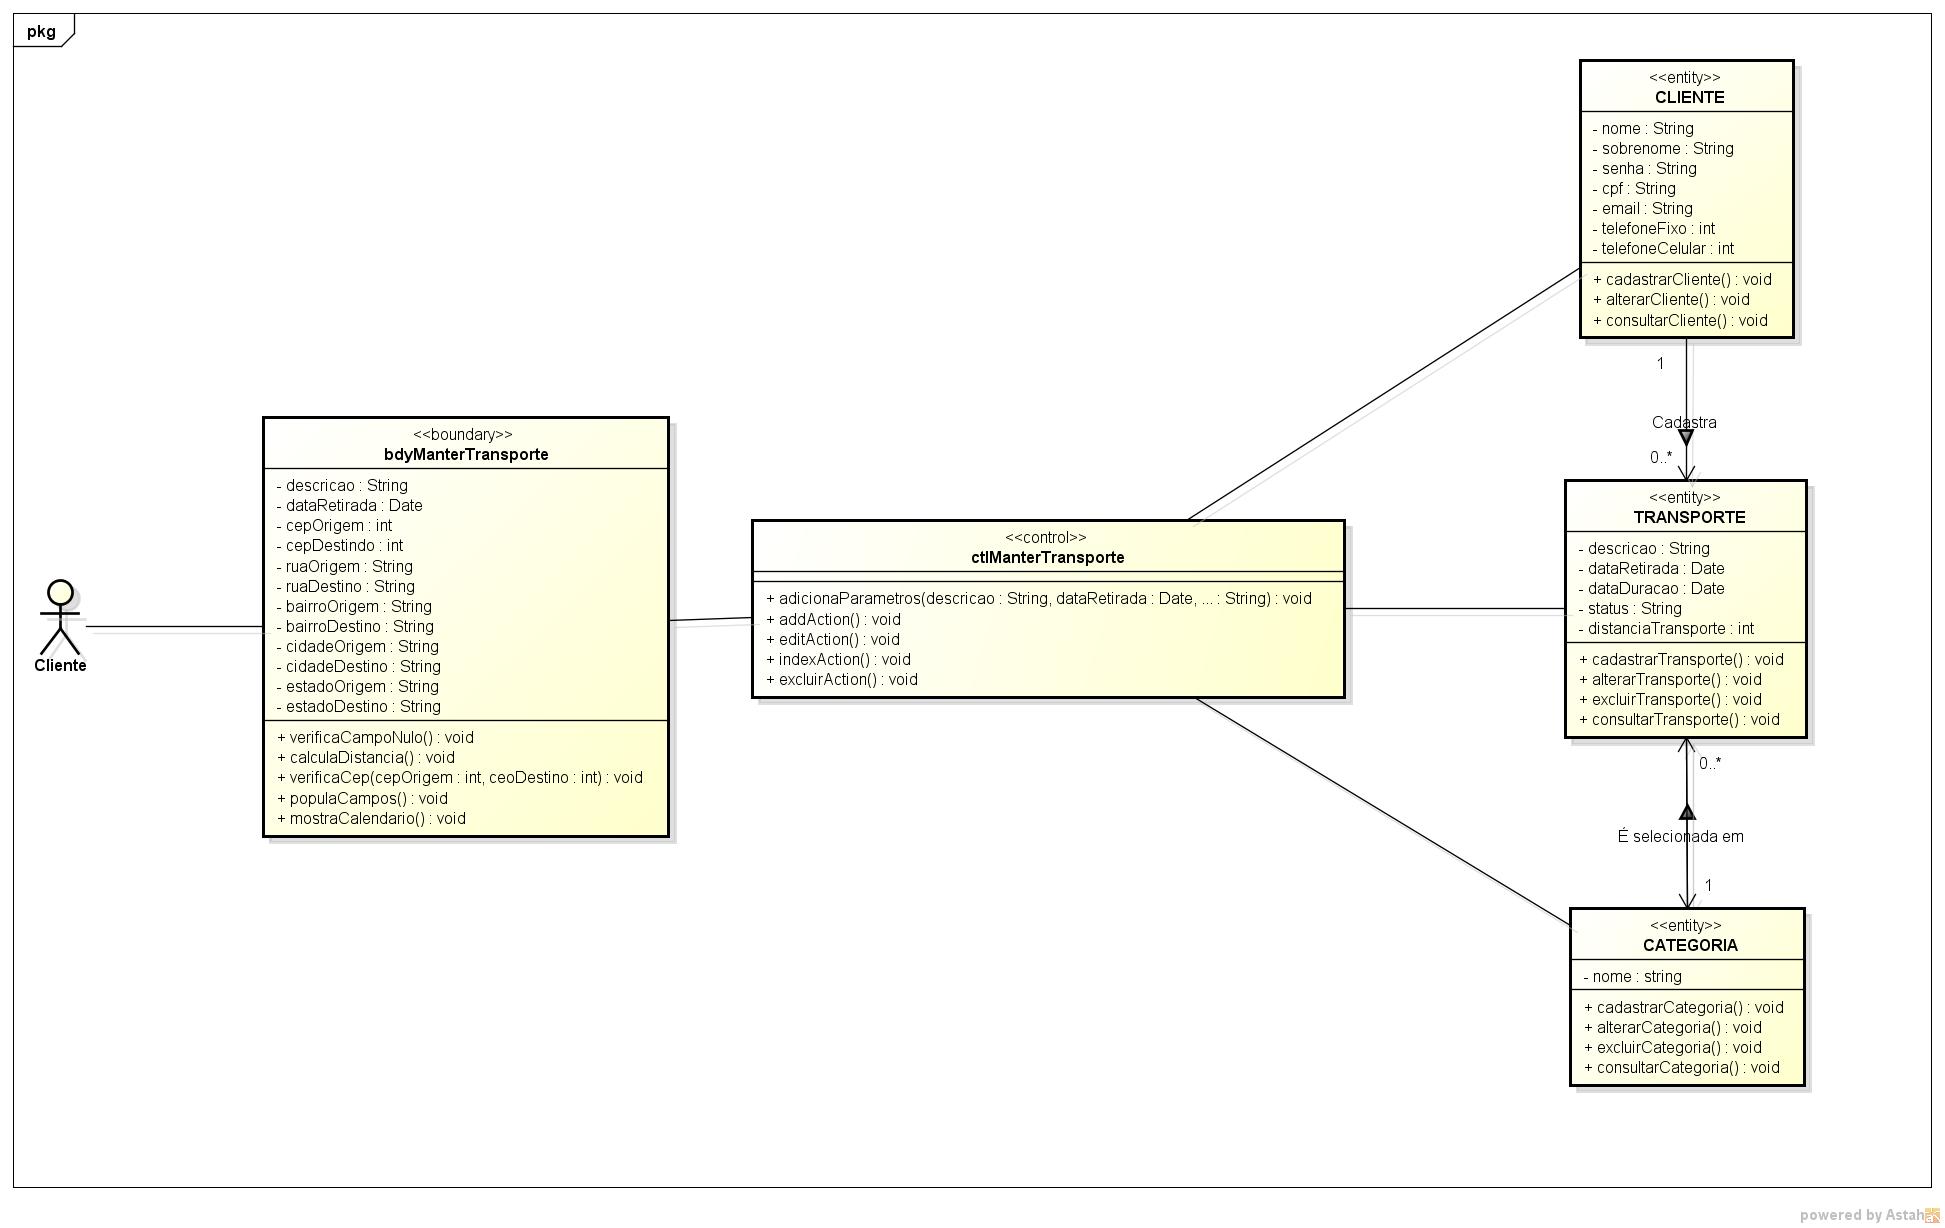 pkg
<<entity>>
CLIENTE
- nome : String
- sobrenome : String
- senha : String
- cpf : String
- email : String
- telefoneFixo : int
- telefoneCelular : int
+ cadastrarCliente() : void
+ alterarCliente() : void
+ consultarCliente() : void
1
Cadastra
0..*
<<boundary>>
bdyManterTransporte
- descricao : String
- dataRetirada : Date
- cepOrigem : int
- cepDestindo : int
- ruaOrigem : String
- ruaDestino : String
- bairroOrigem : String
- bairroDestino : String
- cidadeOrigem : String
- cidadeDestino : String
- estadoOrigem : String
- estadoDestino : String
+ verificaCampoNulo() : void
+ calculaDistancia() : void
+ verificaCep(cepOrigem : int, ceoDestino : int) : void
+ populaCampos() : void
+ mostraCalendario() : void
Cliente
<<control>>
ctlManterTransporte
+ adicionaParametros(descricao : String, dataRetirada : Date, ... : String) : void
+ addAction() : void
+ editAction() : void
+ indexAction() : void
+ excluirAction() : void
<<entity>>
TRANSPORTE
- descricao : String
- dataRetirada : Date
- dataDuracao : Date
- status : String
- distanciaTransporte : int
+ cadastrarTransporte() : void
+ alterarTransporte() : void
+ excluirTransporte() : void
+ consultarTransporte() : void
0..*
É selecionada em
1
<<entity>>
CATEGORIA
- nome : string
+ cadastrarCategoria() : void
+ alterarCategoria() : void
+ excluirCategoria() : void
+ consultarCategoria() : void
powered by Astah